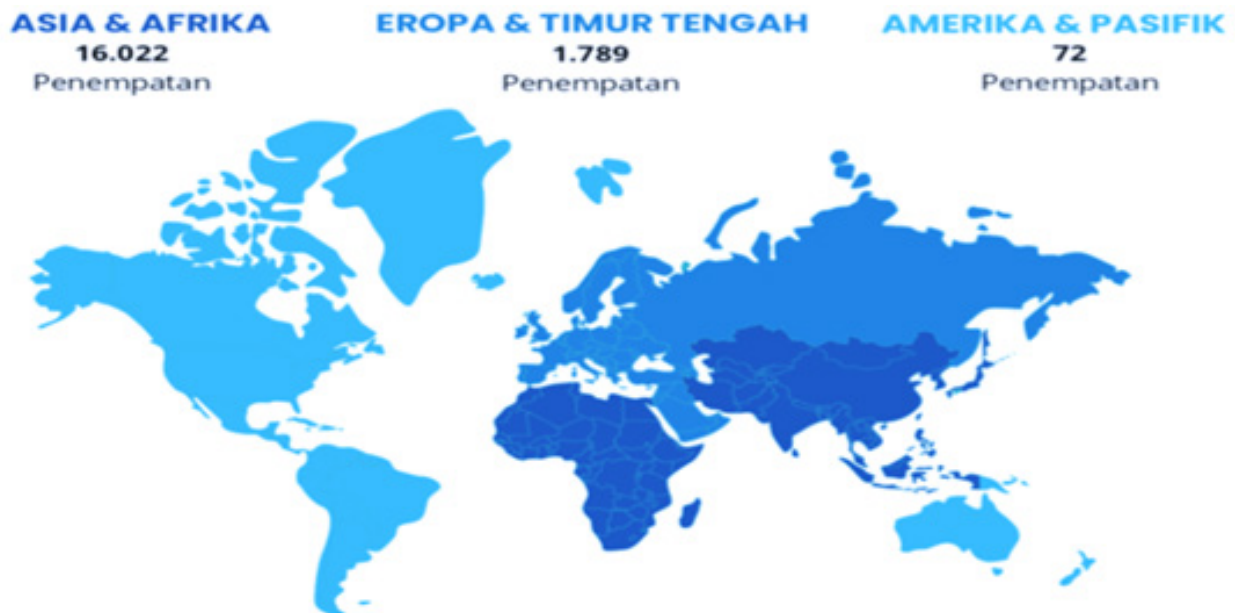 ASIA & AFRIKA
16.022
Penempatan
EROPA & TIMUR TENGAH
1.789
Penempatan
AMERIKA & PASIFIK
72
Penempatan